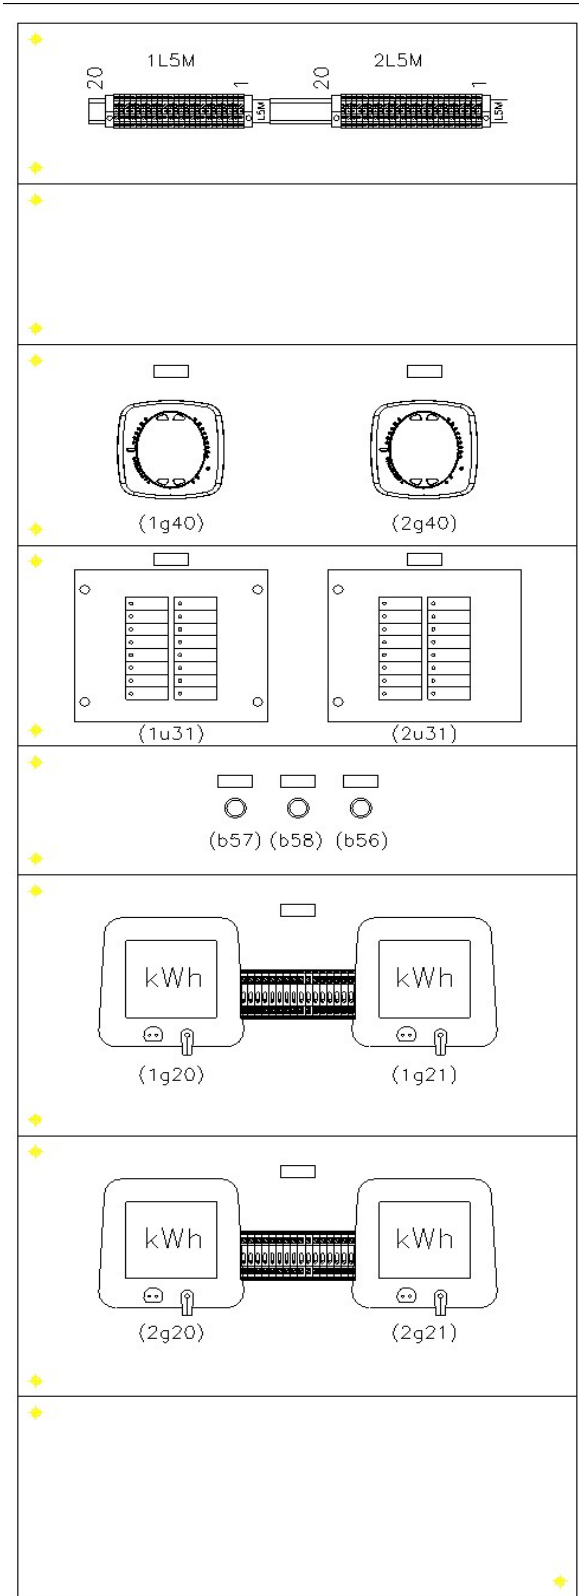 1L5M 2L5M
20 1 20 1
L5M L5M
(1g40) (2g40)
(1u31) (2u31)
(b57) (b58) (b56)
kWh kWh
(1g20) (1g21)
kWh kWh
(2g20) (2g21)